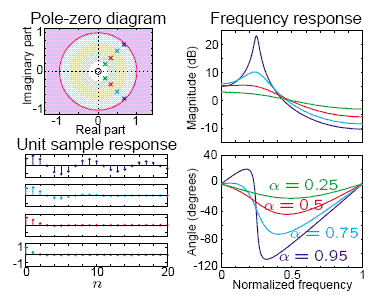 Pole-zero diagram
Imaginary part
1
0
-1
-1
0
1
Real part
Unit sample response
1
-1
0
10
20
n
Frequency response
Magnitude (dB)
20
10
0
-10
Angle (degrees)
40
0
-40
-80
-120
α = 0.25
α = 0.5
α = 0.75
α = 0.95
0
0.5
1
Normalized frequency